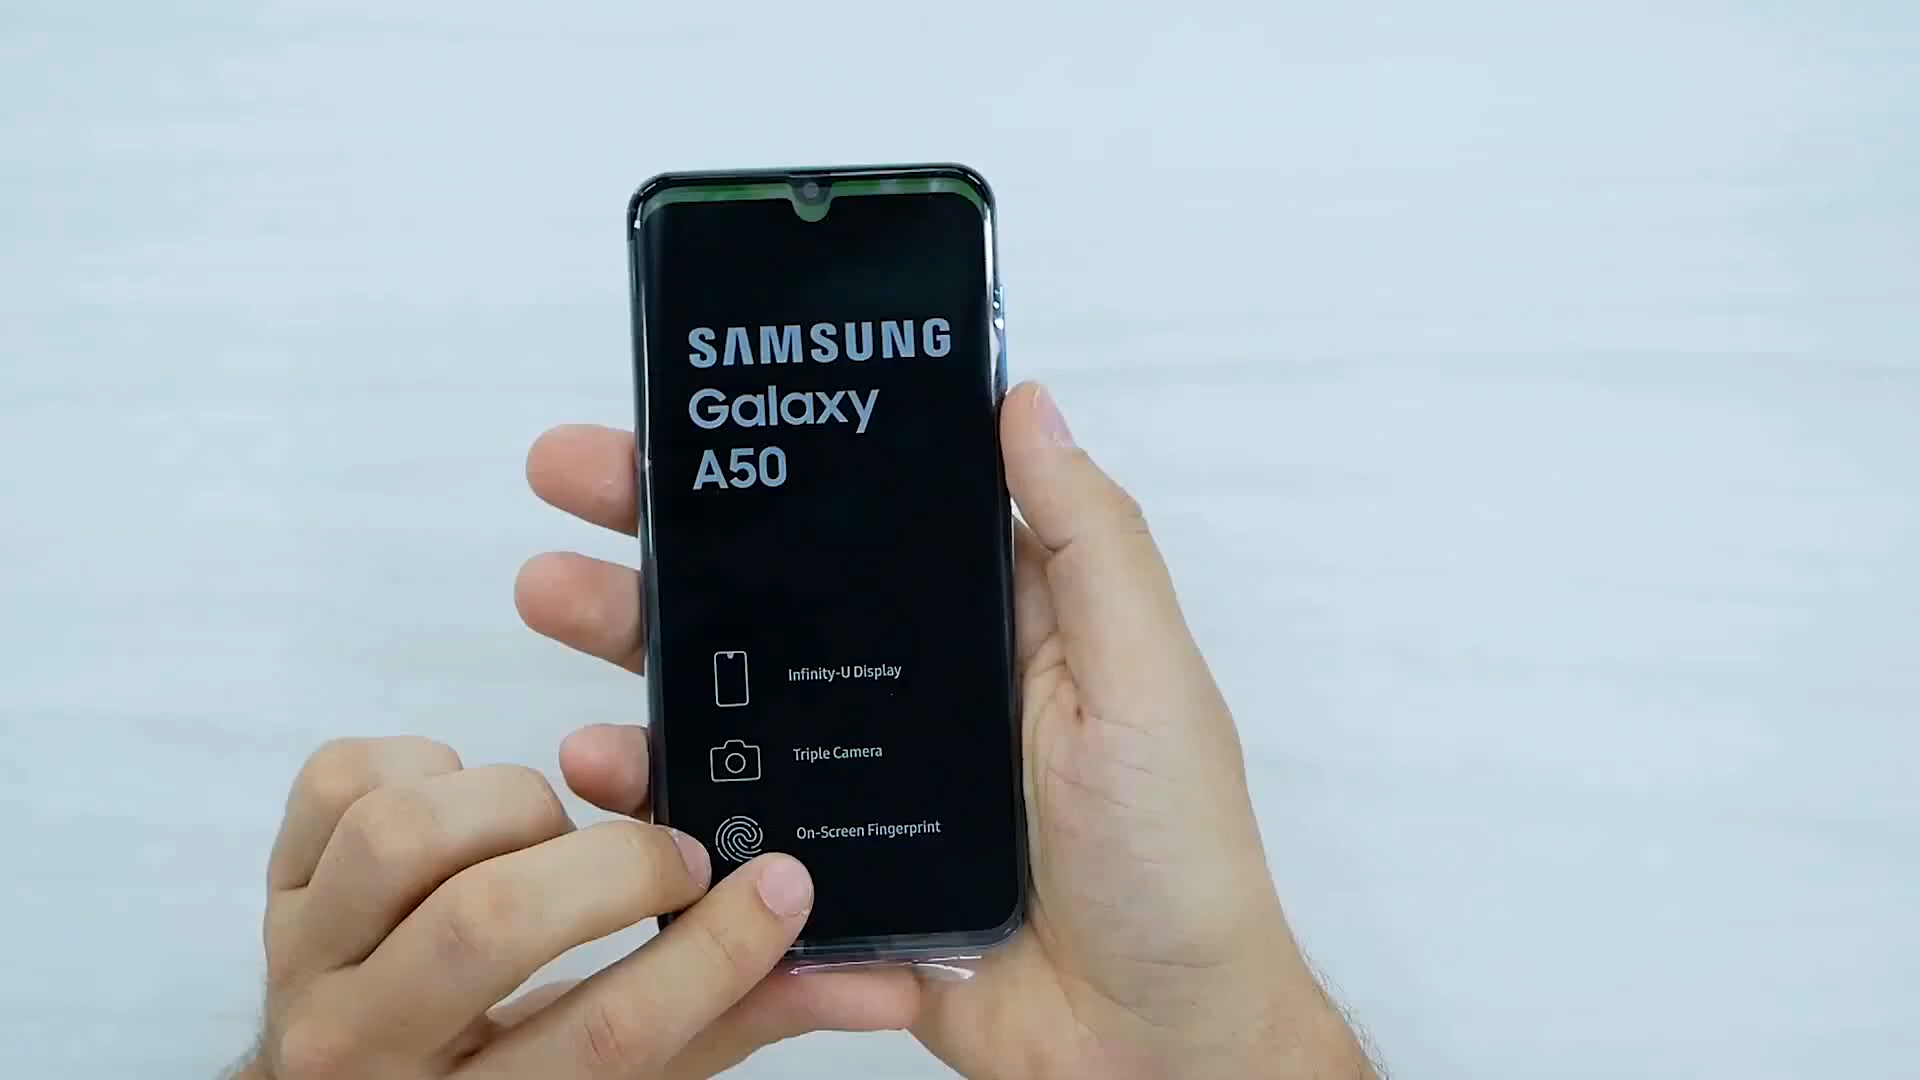 SAMSUNG
Galaxy
A50
Infinity-U Display
Triple Camera
On-Screen Fingerprint